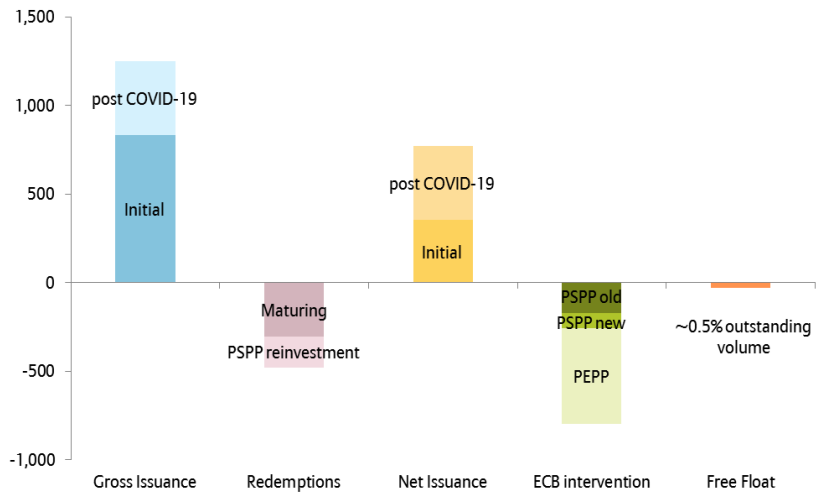 1,500
1,000
500
0
-500
-1,000
post COVID-19
Initial
Maturing
PSPP reinvestment
post COVID-19
Initial
PSPP old
PSPP new
PEPP
~0.5% outstanding
volume
Gross Issuance
Redemptions
Net Issuance
ECB intervention
Free Float